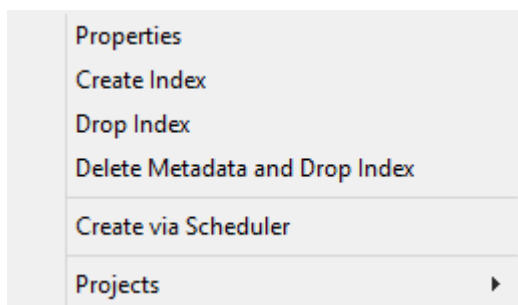 Properties
Create Index
Drop Index
Delete Metadata and Drop Index
Create via Scheduler
Projects